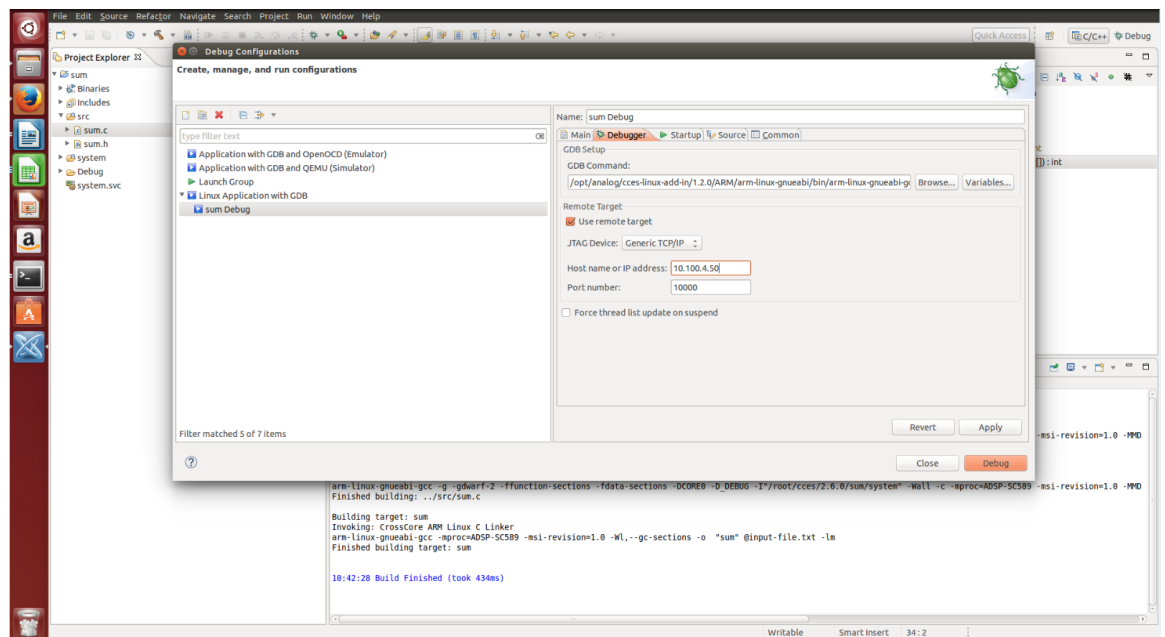 File Edit Source Refactor Navigate Search Project Run Window Help
Quick Access
C/C++
Debug
Project Explorer
sum
Binaries
Includes
src
sum.c
sum.h
system
Debug
system.svc
Debug Configurations
Create, manage, and run configurations
type filter text
Application with GDB and OpenOCD (Emulator)
Application with GDB and QEMU (Simulator)
Launch Group
Linux Application with GDB
sum Debug
Filter matched 5 of 7 items
Name: sum Debug
Main Debugger Startup Source Common
GDB Setup
GDB Command:
/opt/analog/cces-linux-add-in/1.2.0/ARM/arm-linux-gnueabi/bin/arm-linux-gnueabi-g Browse... Variables...
Remote Target
Use remote target
JTAG Device: Generic TCP/IP
Host name or IP address: 10.100.4.50
Port number: 10000
Force thread list update on suspend
Revert Apply
Close Debug
[]) : int
-msi-revision=1.0 -MMD
arm-linux-gnueabi-gcc -g -gdwarf-2 -ffunction-sections -fdata-sections -DCORE0 -D_DEBUG -I"/root/cces/2.6.0/sum/system" -Wall -c -mproc=ADSP-SC589 -msi-revision=1.0 -MMD
Finished building: ../src/sum.c
Building target: sum
Invoking: CrossCore ARM Linux C Linker
arm-linux-gnueabi-gcc -mproc=ADSP-SC589 -msi-revision=1.0 -Wl,--gc-sections -o "sum" @input-file.txt -lm
Finished building target: sum
10:42:28 Build Finished (took 434ms)
Writable Smart Insert 34 : 2